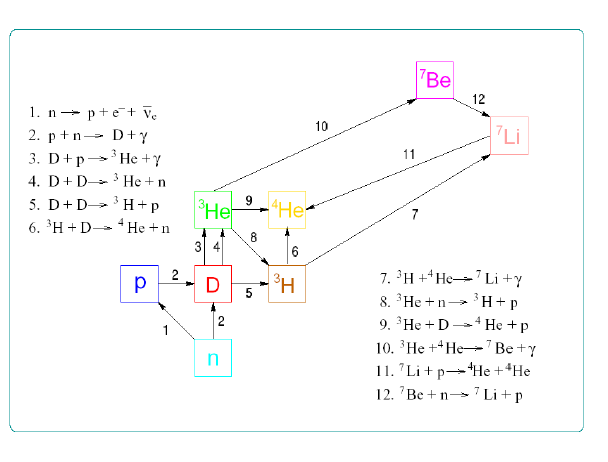 1. n → p + e⁻ + ν̅ₑ
2. p + n → D + γ
3. D + p → ³He + γ
4. D + D → ³He + n
5. D + D → ³H + p
6. ³H + D → ⁴He + n
⁷Be
12
⁷Li
10
11
³He
9
⁴He
7
8
3
4
6
p
2
D
5
³H
1
2
n
7. ³H + ⁴He → ⁷Li + γ
8. ³He + n → ³H + p
9. ³He + D → ⁴He + p
10. ³He + ⁴He → ⁷Be + γ
11. ⁷Li + p → ⁴He + ⁴He
12. ⁷Be + n → ⁷Li + p